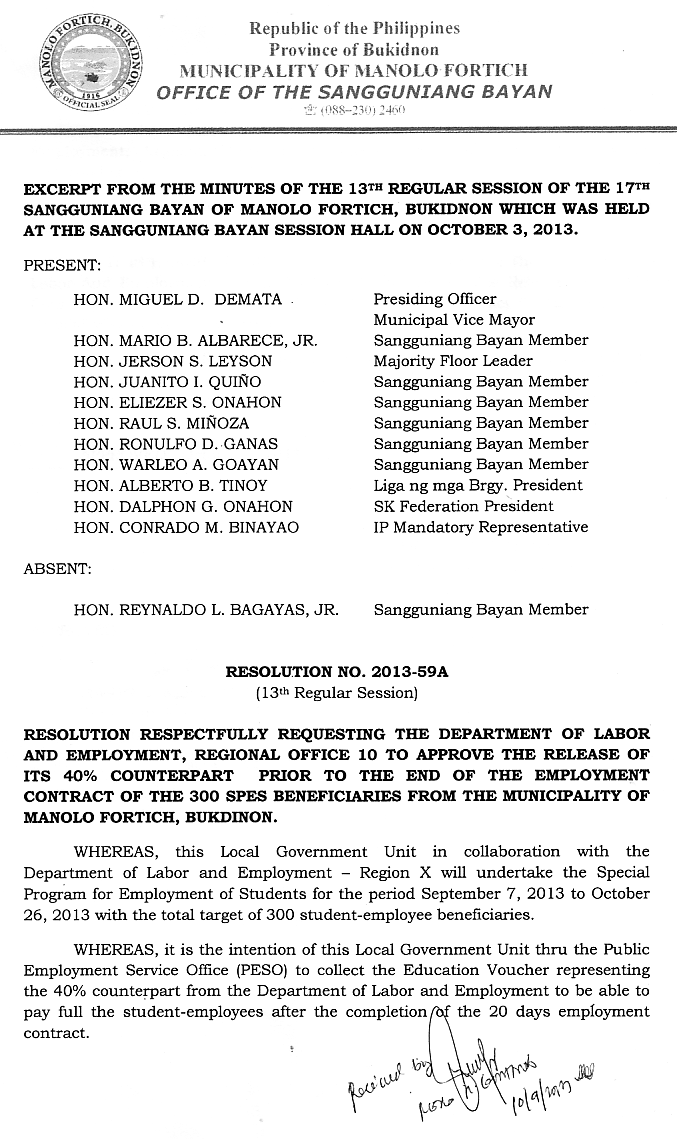 MANOLO FORTICH, BUKIDNON
1916
OFFICIAL SEAL
Republic of the Philippines
Province of Bukidnon
MUNICIPALITY OF MANOLO FORTICH
OFFICE OF THE SANGGUNIANG BAYAN
☏ (088-230) 2460
EXCERPT FROM THE MINUTES OF THE 13TH REGULAR SESSION OF THE 17TH
SANGGUNIANG BAYAN OF MANOLO FORTICH, BUKIDNON WHICH WAS HELD
AT THE SANGGUNIANG BAYAN SESSION HALL ON OCTOBER 3, 2013.
PRESENT:
HON. MIGUEL D. DEMATA Presiding Officer
Municipal Vice Mayor
HON. MARIO B. ALBARECE, JR. Sangguniang Bayan Member
HON. JERSON S. LEYSON Majority Floor Leader
HON. JUANITO I. QUIÑO Sangguniang Bayan Member
HON. ELIEZER S. ONAHON Sangguniang Bayan Member
HON. RAUL S. MIÑOZA Sangguniang Bayan Member
HON. RONULFO D. GANAS Sangguniang Bayan Member
HON. WARLEO A. GOAYAN Sangguniang Bayan Member
HON. ALBERTO B. TINOY Liga ng mga Brgy. President
HON. DALPHON G. ONAHON SK Federation President
HON. CONRADO M. BINAYAO IP Mandatory Representative
ABSENT:
HON. REYNALDO L. BAGAYAS, JR. Sangguniang Bayan Member
RESOLUTION NO. 2013-59A
(13th Regular Session)
RESOLUTION RESPECTFULLY REQUESTING THE DEPARTMENT OF LABOR
AND EMPLOYMENT, REGIONAL OFFICE 10 TO APPROVE THE RELEASE OF
ITS 40% COUNTERPART PRIOR TO THE END OF THE EMPLOYMENT
CONTRACT OF THE 300 SPES BENEFICIARIES FROM THE MUNICIPALITY OF
MANOLO FORTICH, BUKDINON.
WHEREAS, this Local Government Unit in collaboration with the
Department of Labor and Employment – Region X will undertake the Special
Program for Employment of Students for the period September 7, 2013 to October
26, 2013 with the total target of 300 student-employee beneficiaries.
WHEREAS, it is the intention of this Local Government Unit thru the Public
Employment Service Office (PESO) to collect the Education Voucher representing
the 40% counterpart from the Department of Labor and Employment to be able to
pay full the student-employees after the completion of the 20 days employment
contract.
Received by
10/9/2013